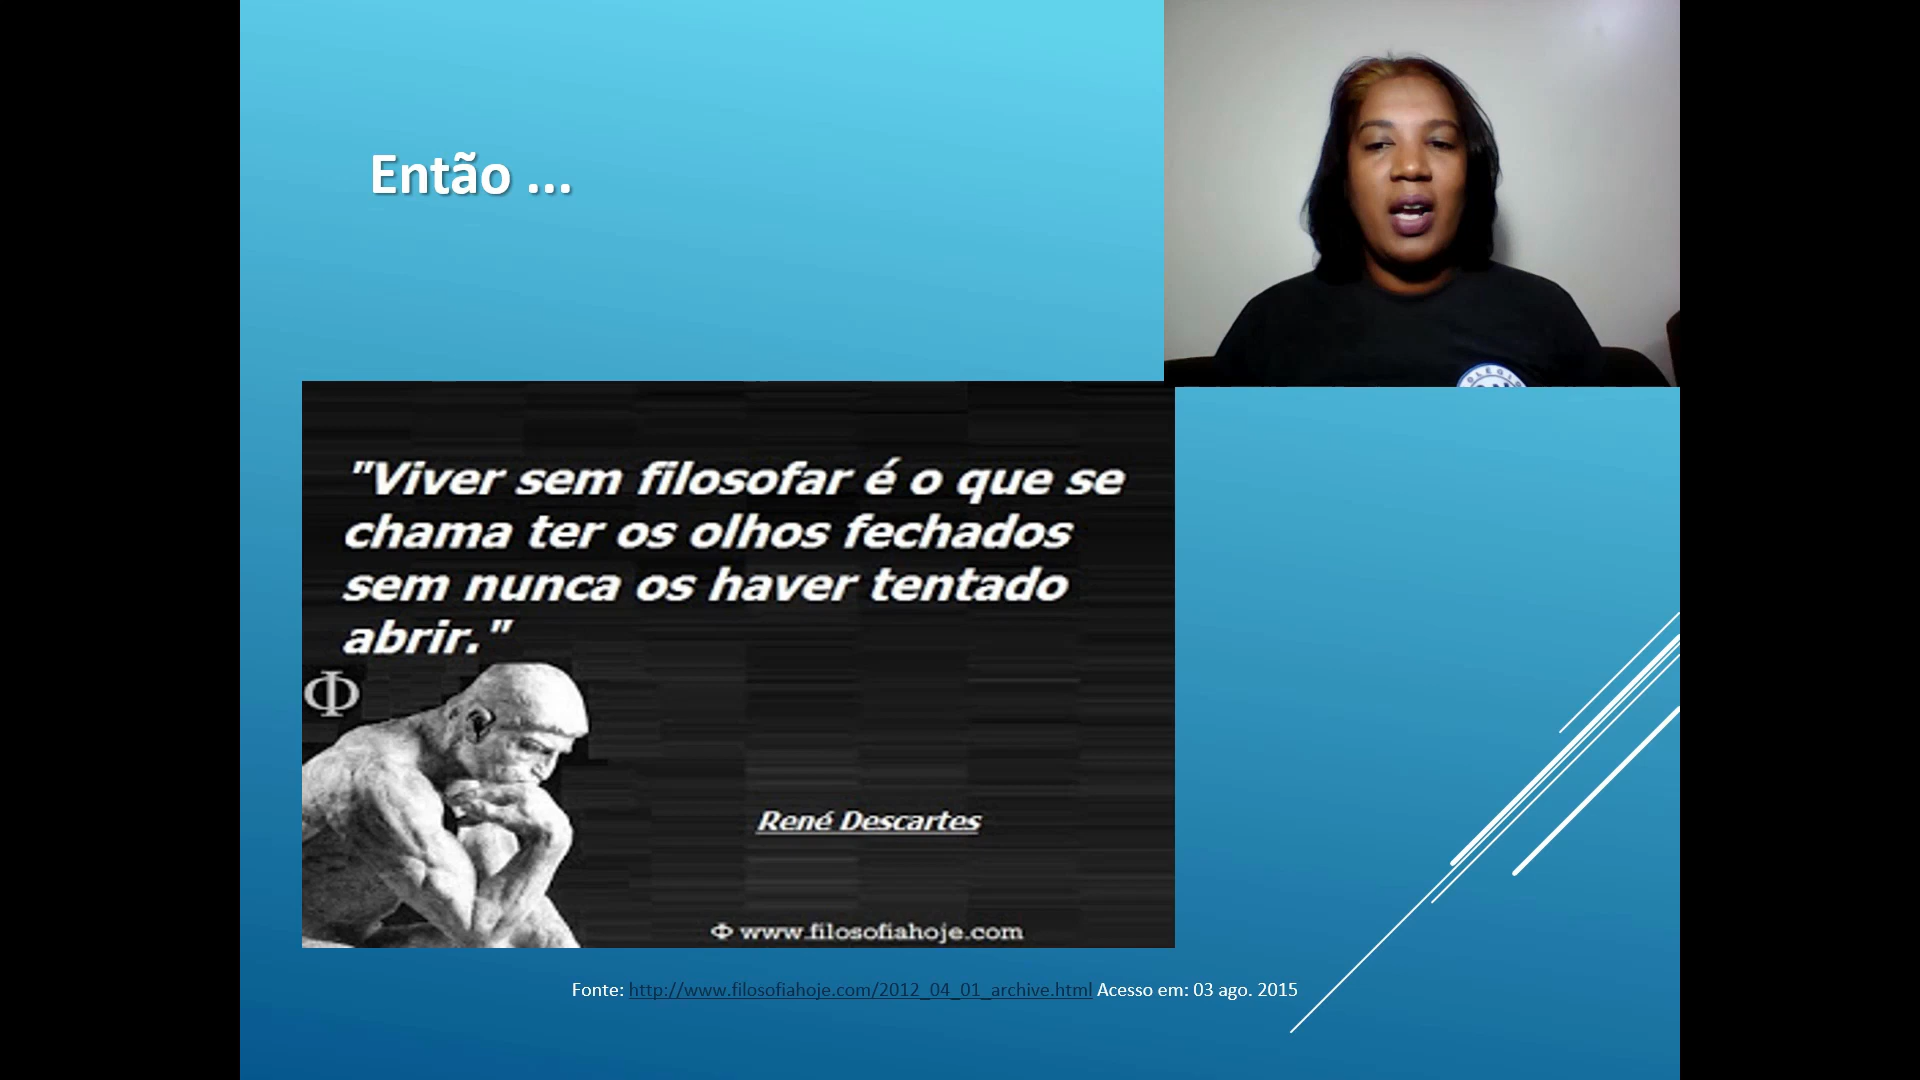 Então ...
COLÉGIO
"Viver sem filosofar é o que se
chama ter os olhos fechados
sem nunca os haver tentado
abrir."
Φ
René Descartes
Φ www.filosofiahoje.com
Fonte: http://www.filosofiahoje.com/2012_04_01_archive.html Acesso em: 03 ago. 2015